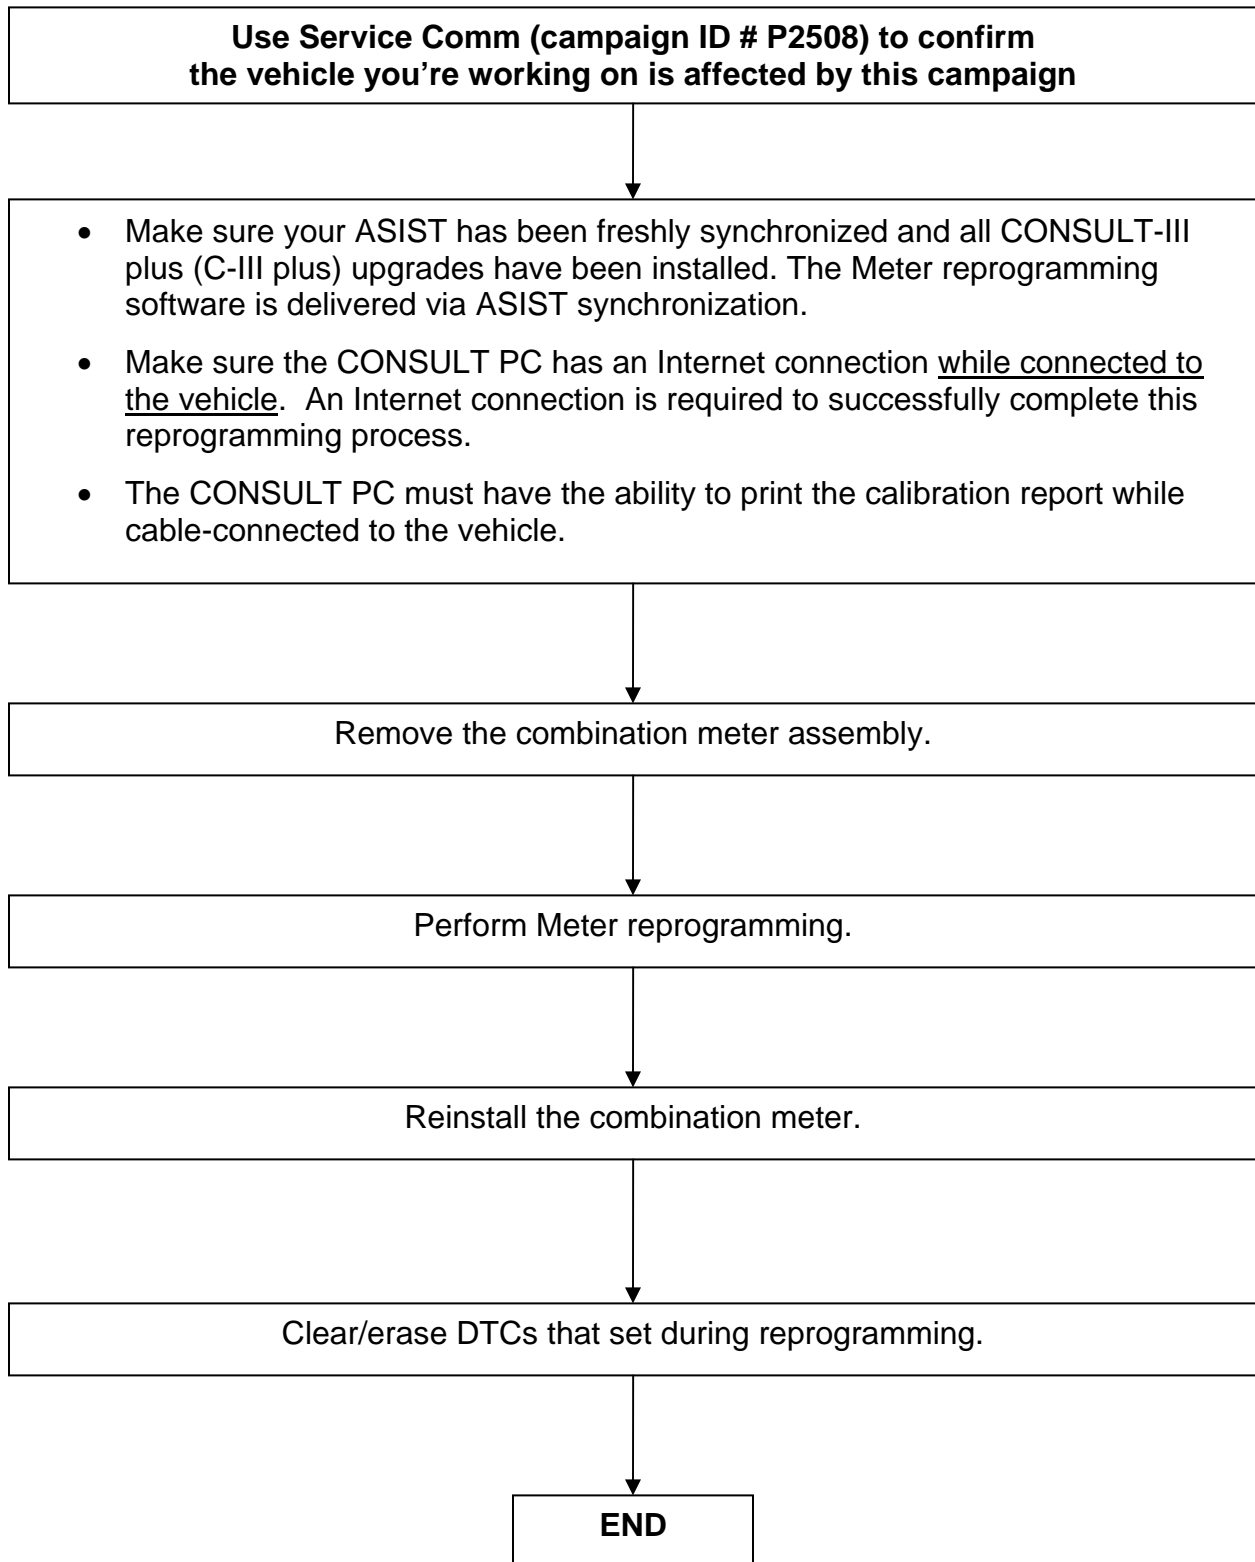 Use Service Comm (campaign ID # P2508) to confirm
the vehicle you're working on is affected by this campaign
• Make sure your ASIST has been freshly synchronized and all CONSULT-III
plus (C-III plus) upgrades have been installed. The Meter reprogramming
software is delivered via ASIST synchronization.
• Make sure the CONSULT PC has an Internet connection while connected to
the vehicle.  An Internet connection is required to successfully complete this
reprogramming process.
• The CONSULT PC must have the ability to print the calibration report while
cable-connected to the vehicle.
Remove the combination meter assembly.
Perform Meter reprogramming.
Reinstall the combination meter.
Clear/erase DTCs that set during reprogramming.
END